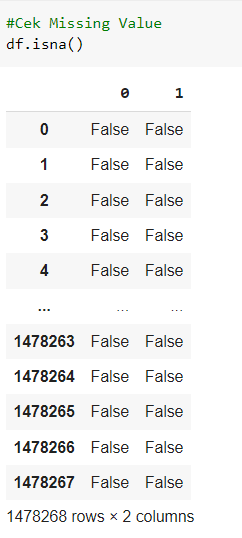 #Cek Missing Value
df.isna()
0 1
0 False False
1 False False
2 False False
3 False False
4 False False
... ... ...
1478263 False False
1478264 False False
1478265 False False
1478266 False False
1478267 False False
1478268 rows × 2 columns